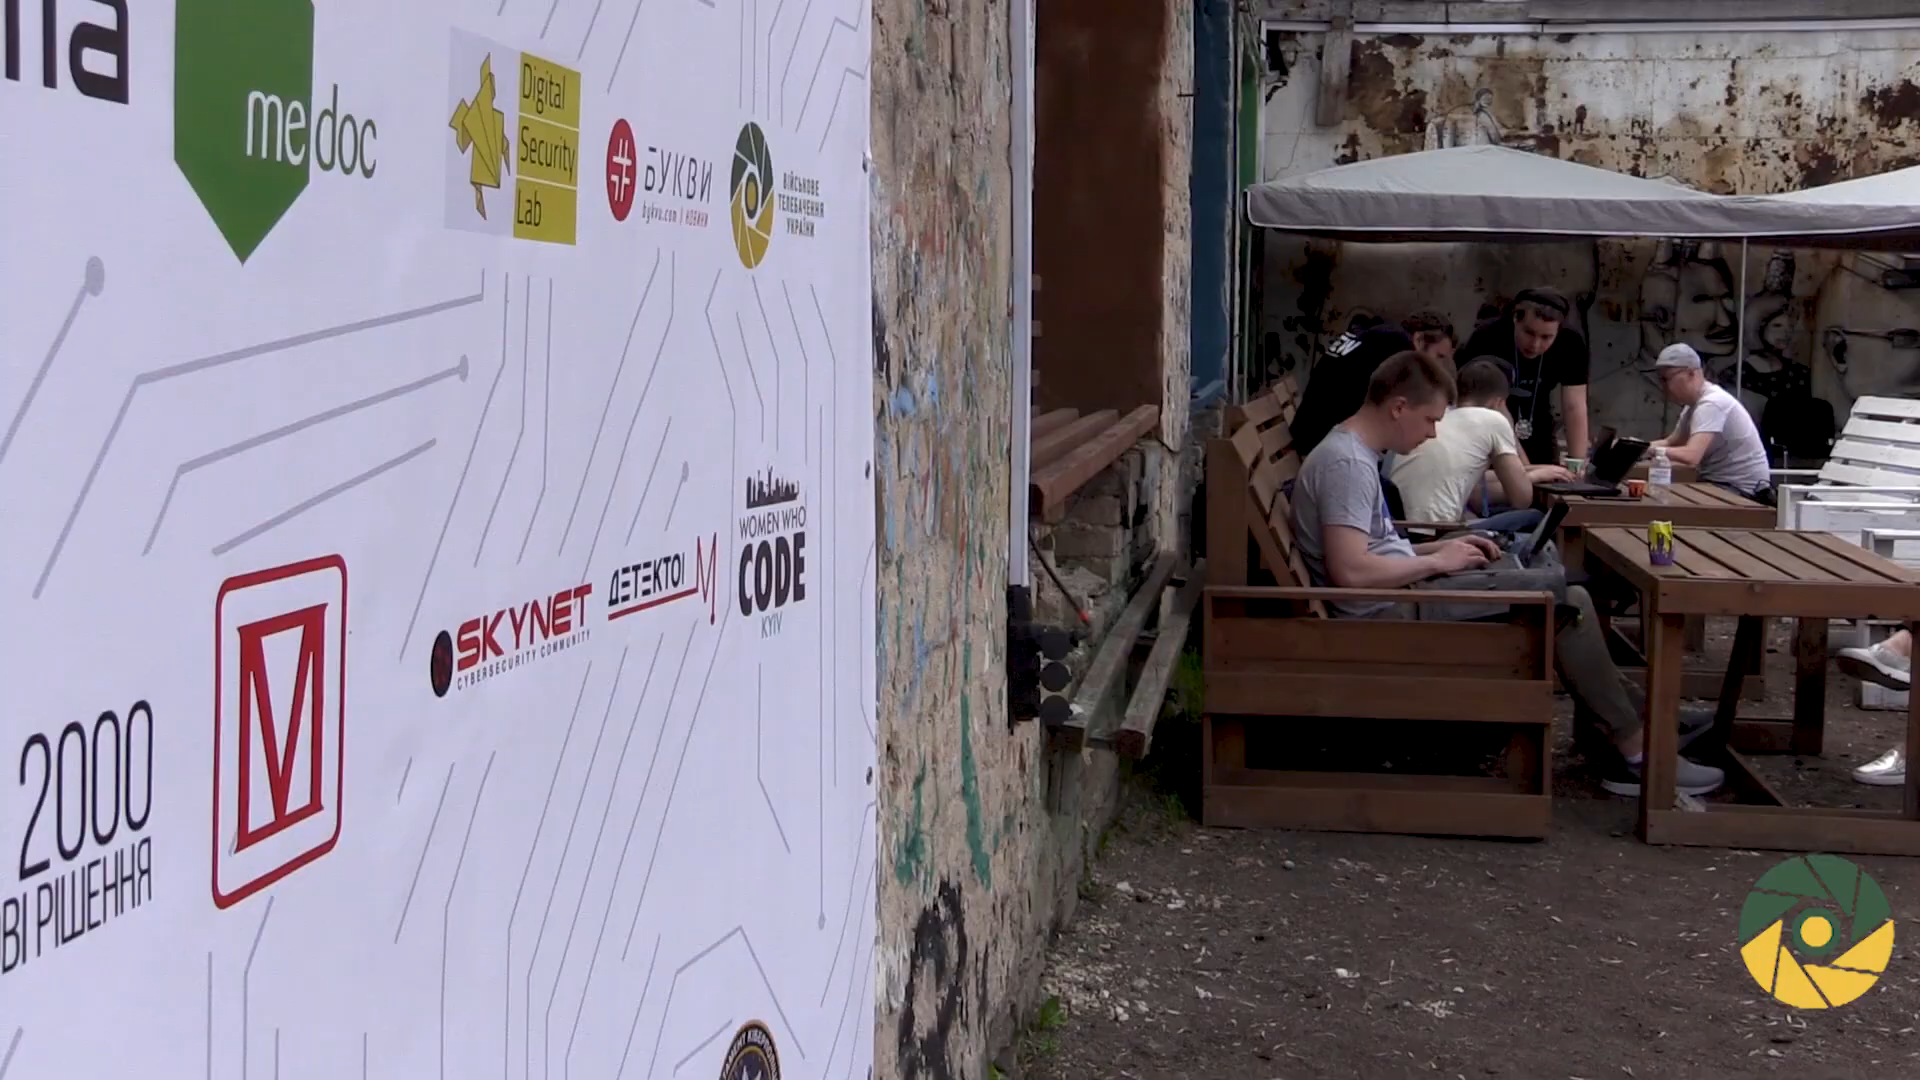 me|doc
Digital
Security
Lab
БУКВИ
bykvu.com | НОВИНИ
ВІЙСЬКОВЕ
ТЕЛЕБАЧЕННЯ
УКРАЇНИ
SKYNET
CYBERSECURITY COMMUNITY
ДЕТЕКТОР M
WOMEN WHO
CODE
KYIV
2000
ВІ РІШЕННЯ